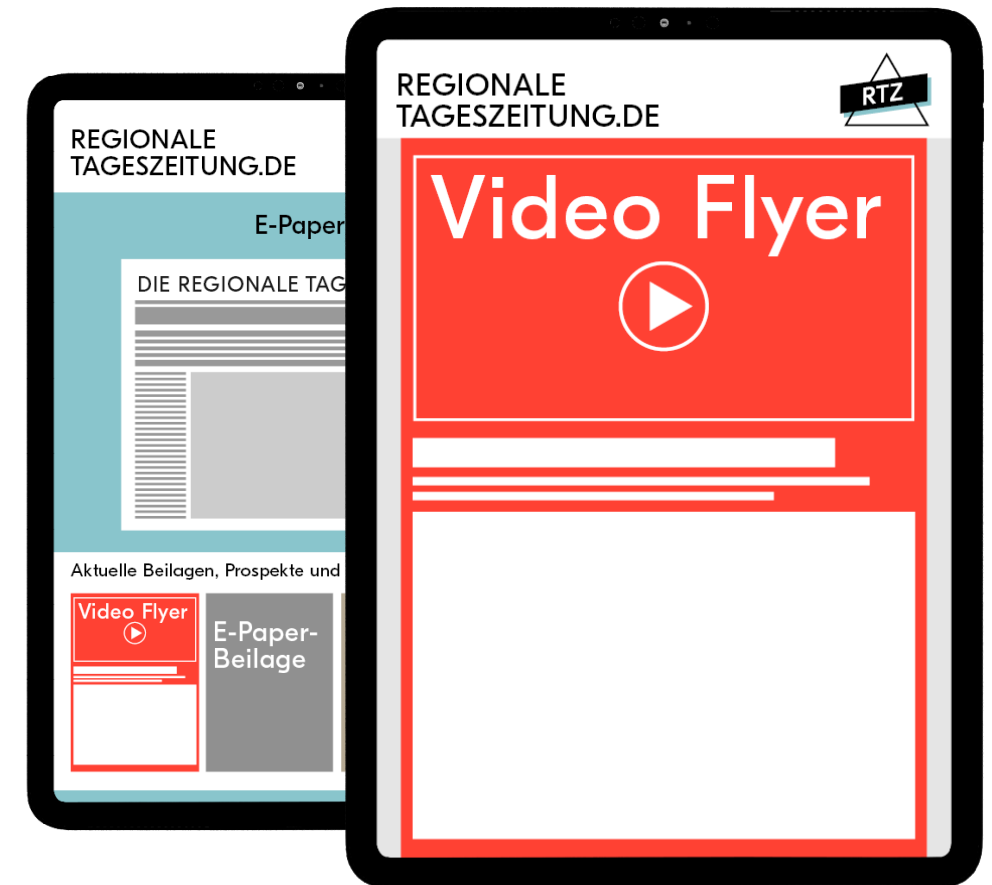 REGIONALE
TAGESZEITUNG.DE
E-Paper
DIE REGIONALE TAG
Aktuelle Beilagen, Prospekte und
Video Flyer
E-Paper-
Beilage
REGIONALE
TAGESZEITUNG.DE
RTZ
Video Flyer